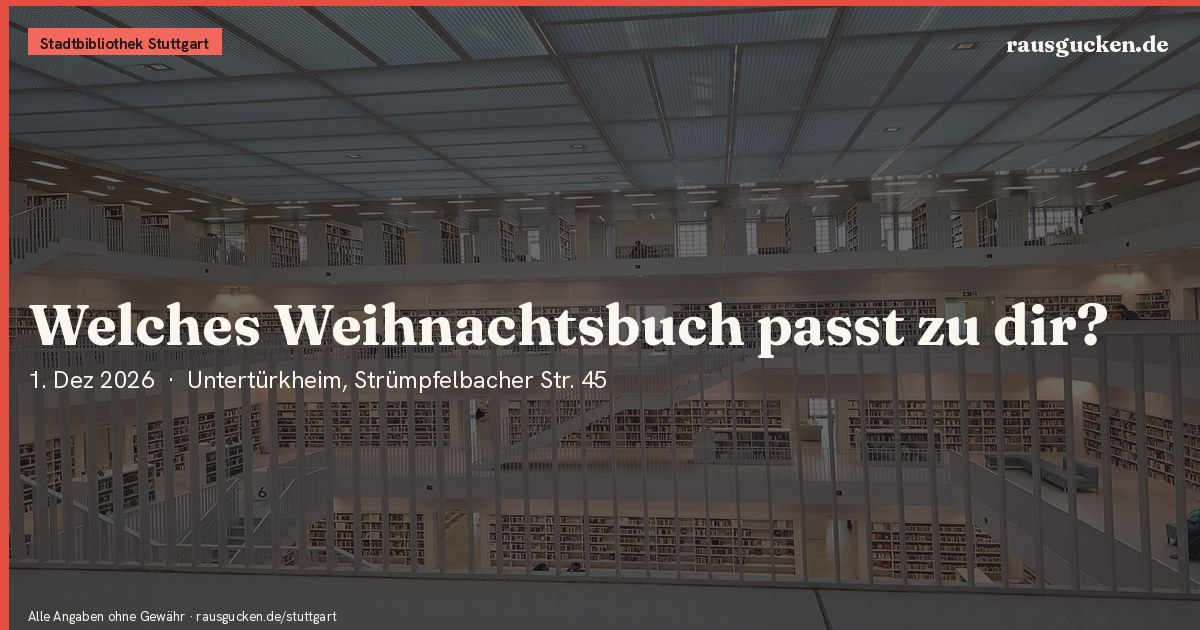 Stadtbibliothek Stuttgart
rausgucken.de
Welches Weihnachtsbuch passt zu dir?
1. Dez 2026 · Untertürkheim, Strümpfelbacher Str. 45
6
Alle Angaben ohne Gewähr · rausgucken.de/stuttgart